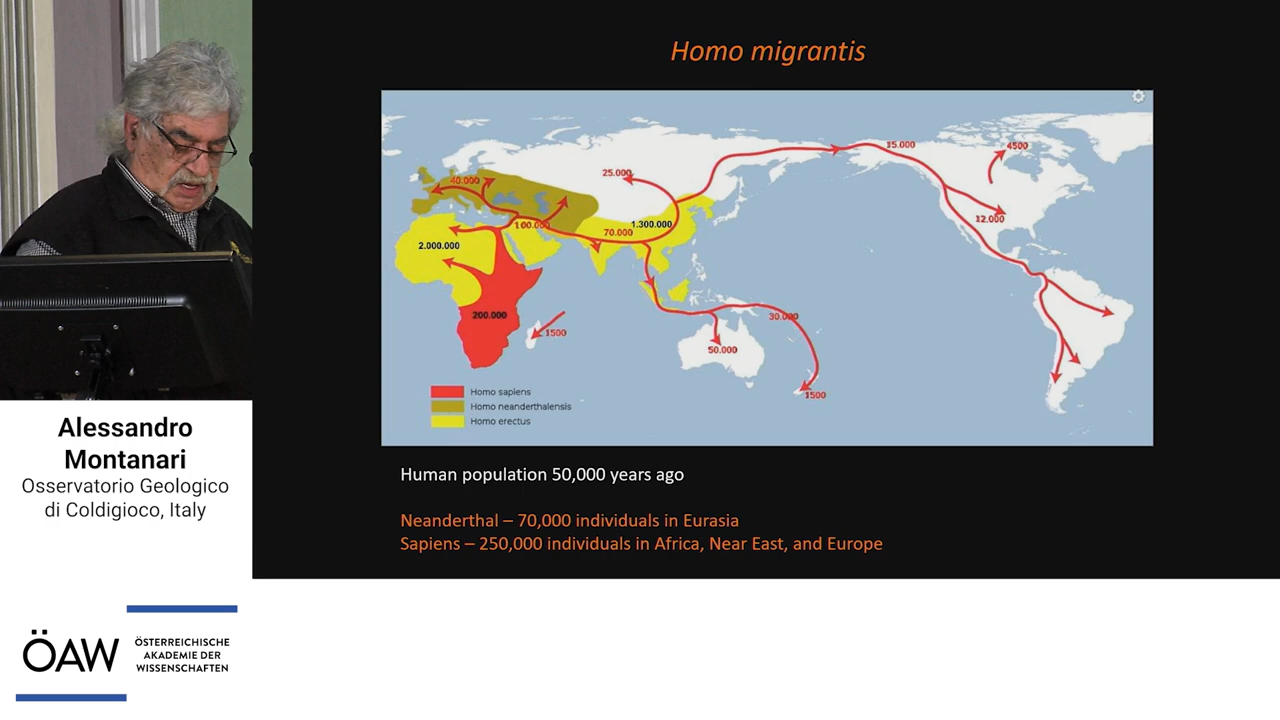 Homo migrantis
15.000
4500
25.000
40.000
12.000
100.000
1.300.000
70.000
2.000.000
200.000
30.000
1500
50.000
1500
Homo sapiens
Homo neanderthalensis
Homo erectus
Human population 50,000 years ago
Neanderthal – 70,000 individuals in Eurasia
Sapiens – 250,000 individuals in Africa, Near East, and Europe
Alessandro
Montanari
Osservatorio Geologico
di Coldigioco, Italy
ÖAW
ÖSTERREICHISCHE
AKADEMIE DER
WISSENSCHAFTEN